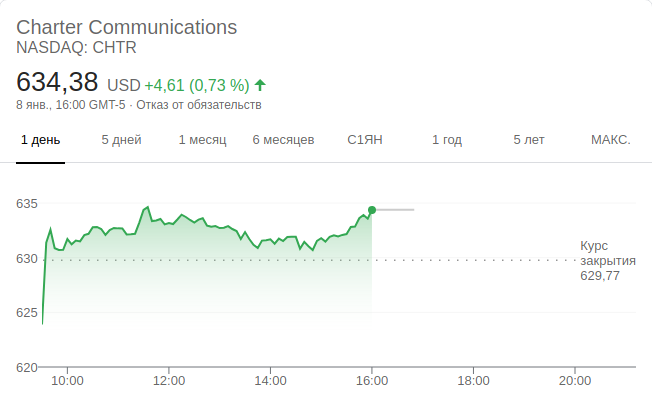 Charter Communications
NASDAQ: CHTR
634,38 USD +4,61 (0,73 %)
8 янв., 16:00 GMT-5 · Отказ от обязательств
1 день 5 дней 1 месяц 6 месяцев С1ЯН 1 год 5 лет МАКС.
635
630
625
620
Курс
закрытия
629,77
10:00 12:00 14:00 16:00 18:00 20:00